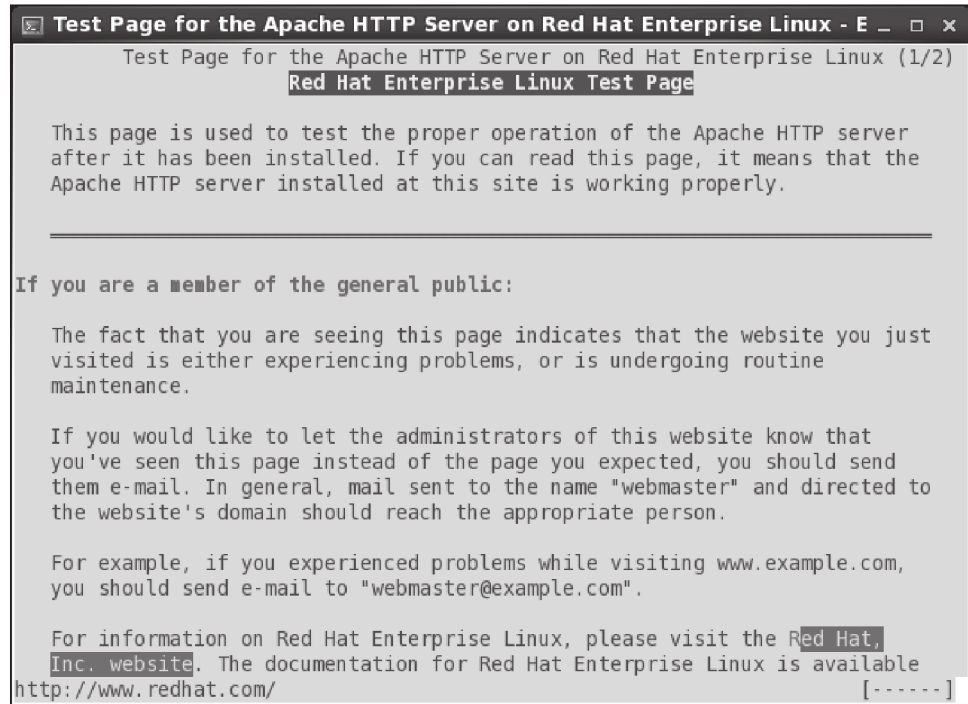 Test Page for the Apache HTTP Server on Red Hat Enterprise Linux - E
Test Page for the Apache HTTP Server on Red Hat Enterprise Linux (1/2)
Red Hat Enterprise Linux Test Page
This page is used to test the proper operation of the Apache HTTP server
after it has been installed. If you can read this page, it means that the
Apache HTTP server installed at this site is working properly.
If you are a member of the general public:
The fact that you are seeing this page indicates that the website you just
visited is either experiencing problems, or is undergoing routine
maintenance.
If you would like to let the administrators of this website know that
you've seen this page instead of the page you expected, you should send
them e-mail. In general, mail sent to the name "webmaster" and directed to
the website's domain should reach the appropriate person.
For example, if you experienced problems while visiting www.example.com,
you should send e-mail to "webmaster@example.com".
For information on Red Hat Enterprise Linux, please visit the Red Hat,
Inc. website. The documentation for Red Hat Enterprise Linux is available
http://www.redhat.com/ [------]